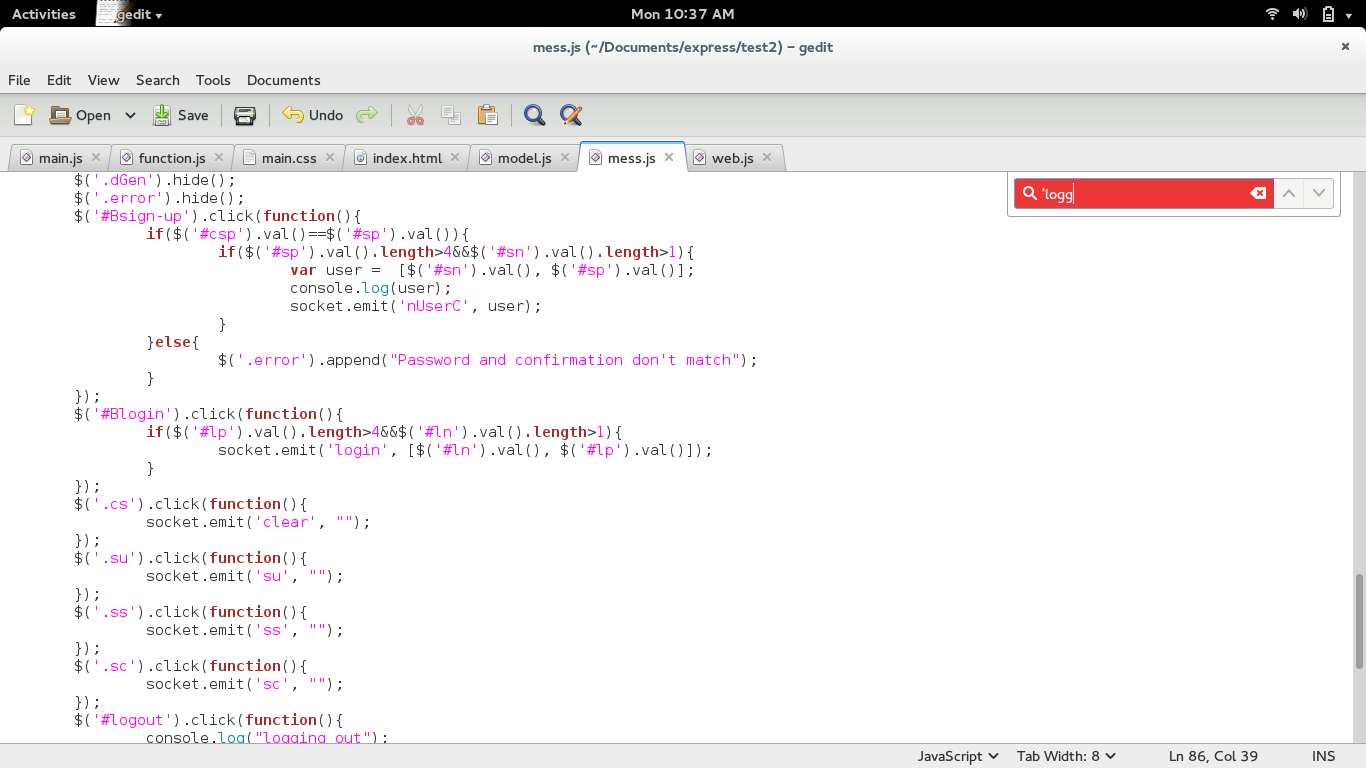 Activities gedit Mon 10:37 AM
mess.js (~/Documents/express/test2) – gedit ×
File Edit View Search Tools Documents
Open Save Undo
main.js × function.js × main.css × index.html × model.js × mess.js × web.js ×
'logg
$('.dGen').hide();
$('.error').hide();
$('#Bsign-up').click(function(){
if($('#csp').val()==$('#sp').val()){
if($('#sp').val().length>4&&$('#sn').val().length>1){
var user =  [$('#sn').val(), $('#sp').val()];
console.log(user);
socket.emit('nUserC', user);
}
}else{
$('.error').append("Password and confirmation don't match");
}
});
$('#Blogin').click(function(){
if($('#lp').val().length>4&&$('#ln').val().length>1){
socket.emit('login', [$('#ln').val(), $('#lp').val()]);
}
});
$('.cs').click(function(){
socket.emit('clear', "");
});
$('.su').click(function(){
socket.emit('su', "");
});
$('.ss').click(function(){
socket.emit('ss', "");
});
$('.sc').click(function(){
socket.emit('sc', "");
});
$('#logout').click(function(){
console.log("logging out");
JavaScript Tab Width: 8 Ln 86, Col 39 INS